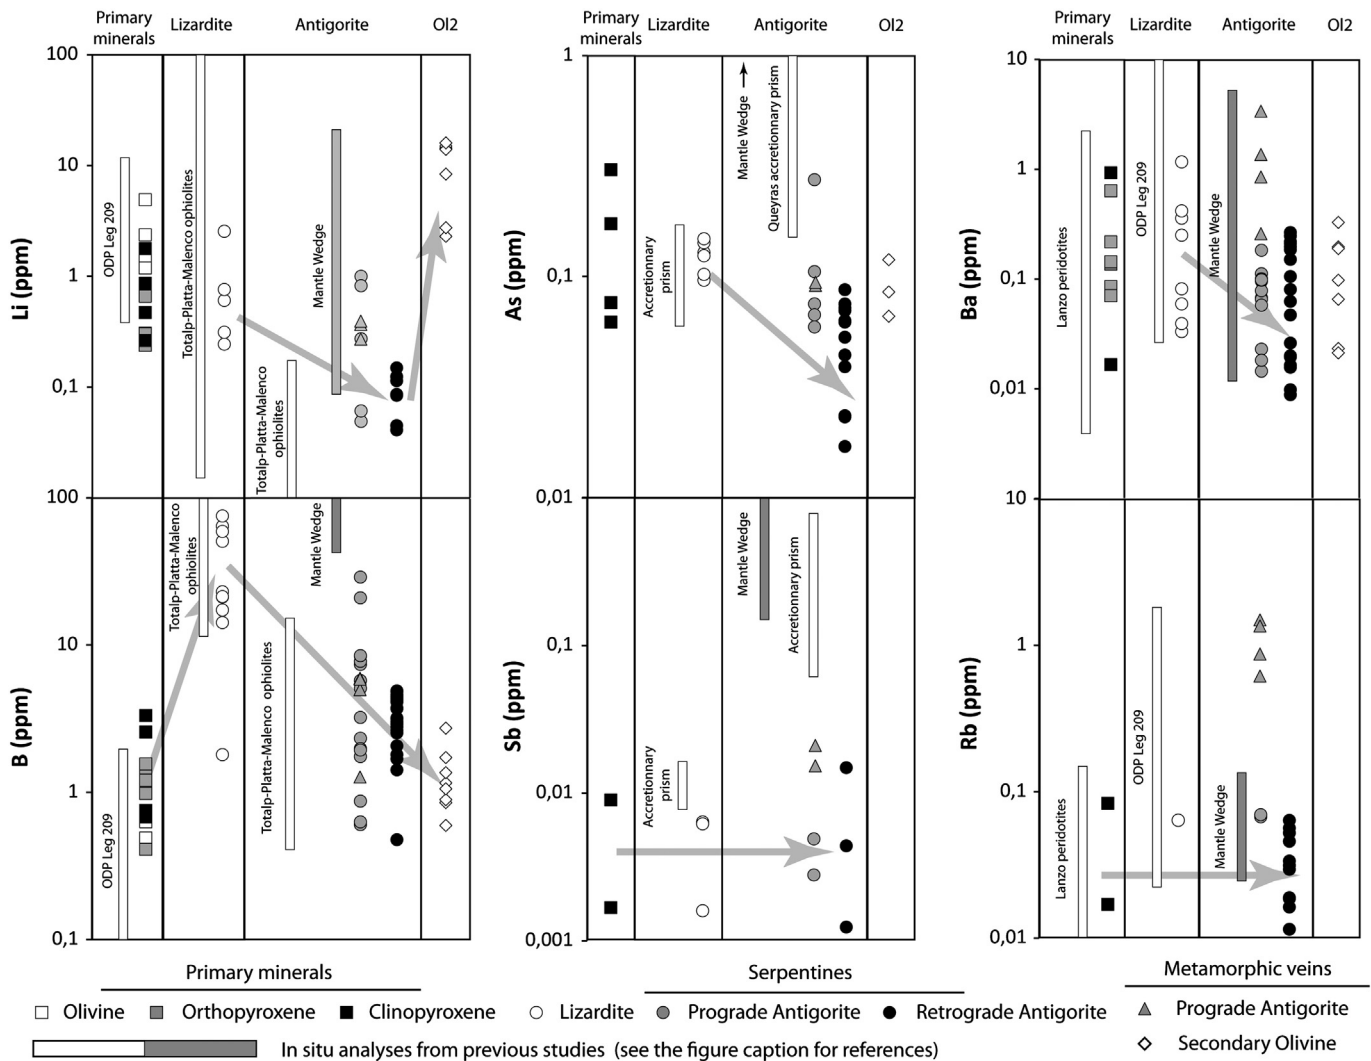 Primary minerals
Lizardite
Antigorite
Ol2
100
10
1
0,1
Li (ppm)
ODP Leg 209
Totalp-Platta-Malenco ophiolites
Totalp-Platta-Malenco
ophiolites
Mantle Wedge
100
10
1
0,1
B (ppm)
ODP Leg 209
Totalp-Platta-Malenco
ophiolites
Totalp-Platta-Malenco ophiolites
Mantle Wedge
Primary minerals
Lizardite
Antigorite
Ol2
1
0,1
0,01
As (ppm)
Accretionnary
prism
Mantle Wedge
Queyras accretionnary prism
0,1
0,01
0,001
Sb (ppm)
Accretionnary
prism
Mantle Wedge
Accretionnary prism
Primary minerals
Lizardite
Antigorite
Ol2
10
1
0,1
0,01
Ba (ppm)
Lanzo peridotites
ODP Leg 209
Mantle Wedge
10
1
0,1
0,01
Rb (ppm)
Lanzo peridotites
ODP Leg 209
Mantle Wedge
Primary minerals
Serpentines
Metamorphic veins
Olivine
Orthopyroxene
Clinopyroxene
Lizardite
Prograde Antigorite
Retrograde Antigorite
Prograde Antigorite
Secondary Olivine
In situ analyses from previous studies (see the figure caption for references)